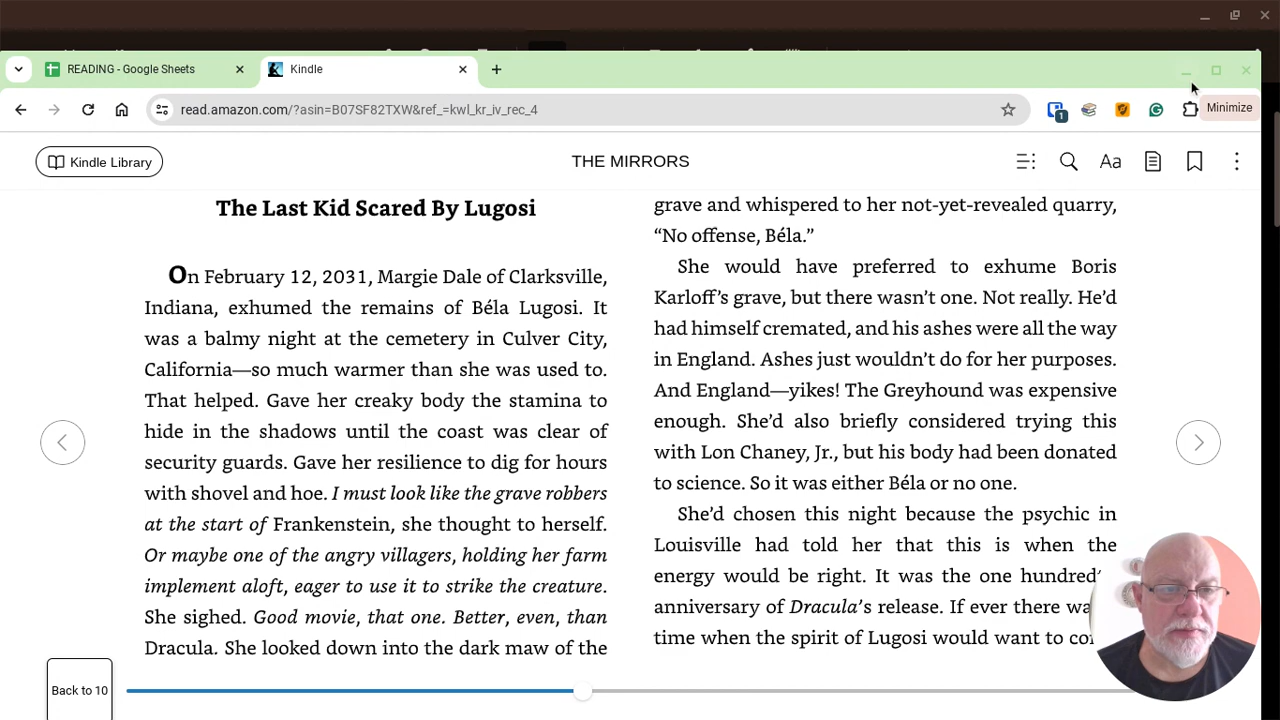 READING - Google Sheets
Kindle
read.amazon.com/?asin=B07SF82TXW&ref_=kwl_kr_iv_rec_4
1
Minimize
Kindle Library
THE MIRRORS
Aa
The Last Kid Scared By Lugosi
On February 12, 2031, Margie Dale of Clarksville,
Indiana, exhumed the remains of Béla Lugosi. It
was a balmy night at the cemetery in Culver City,
California—so much warmer than she was used to.
That helped. Gave her creaky body the stamina to
hide in the shadows until the coast was clear of
security guards. Gave her resilience to dig for hours
with shovel and hoe. I must look like the grave robbers
at the start of Frankenstein, she thought to herself.
Or maybe one of the angry villagers, holding her farm
implement aloft, eager to use it to strike the creature.
She sighed. Good movie, that one. Better, even, than
Dracula. She looked down into the dark maw of the
grave and whispered to her not-yet-revealed quarry,
“No offense, Béla.”
She would have preferred to exhume Boris
Karloff’s grave, but there wasn’t one. Not really. He’d
had himself cremated, and his ashes were all the way
in England. Ashes just wouldn’t do for her purposes.
And England—yikes! The Greyhound was expensive
enough. She’d also briefly considered trying this
with Lon Chaney, Jr., but his body had been donated
to science. So it was either Béla or no one.
She’d chosen this night because the psychic in
Louisville had told her that this is when the
energy would be right. It was the one hundred
anniversary of Dracula’s release. If ever there wa
time when the spirit of Lugosi would want to co
Back to 10